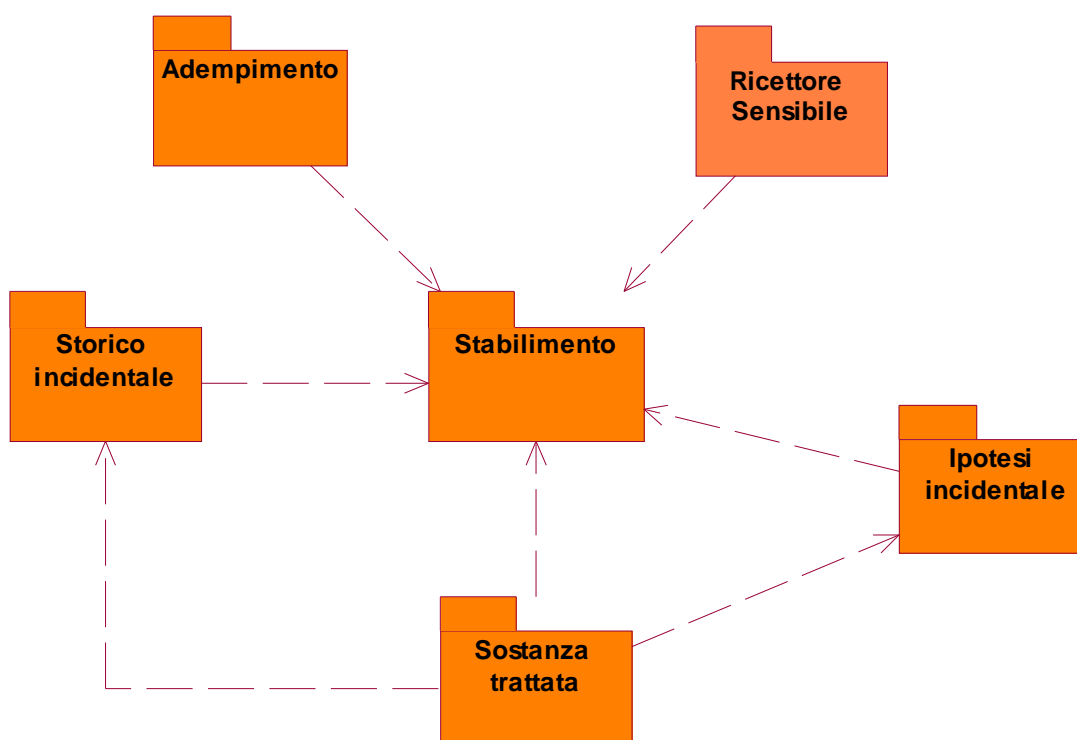 Adempimento
Ricettore
Sensibile
Storico
incidentale
Stabilimento
Ipotesi
incidentale
Sostanza
trattata